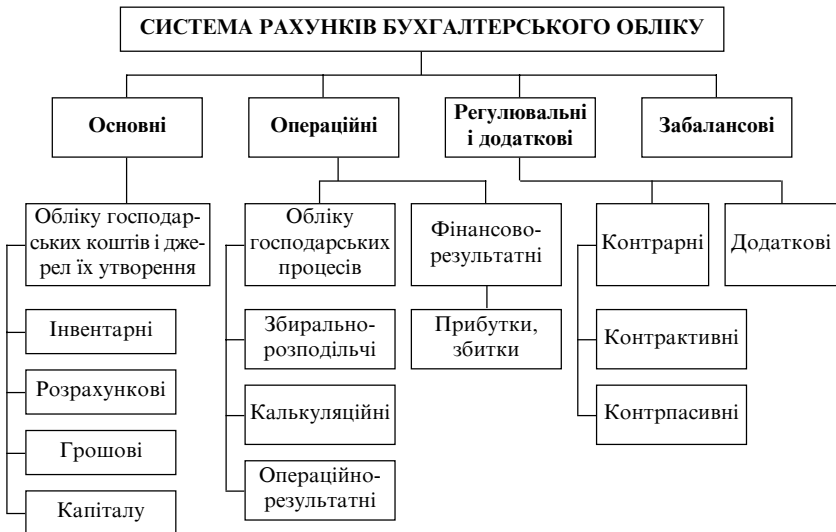 СИСТЕМА РАХУНКІВ БУХГАЛТЕРСЬКОГО ОБЛІКУ
Основні
Операційні
Регулювальні
і додаткові
Забалансові
Обліку господар-
ських коштів і дже-
рел їх утворення
Інвентарні
Розрахункові
Грошові
Капіталу
Обліку
господарських
процесів
Збирально-
розподільчі
Калькуляційні
Операційно-
результатні
Фінансово-
результатні
Прибутки,
збитки
Контрарні
Контрактивні
Контрпасивні
Додаткові